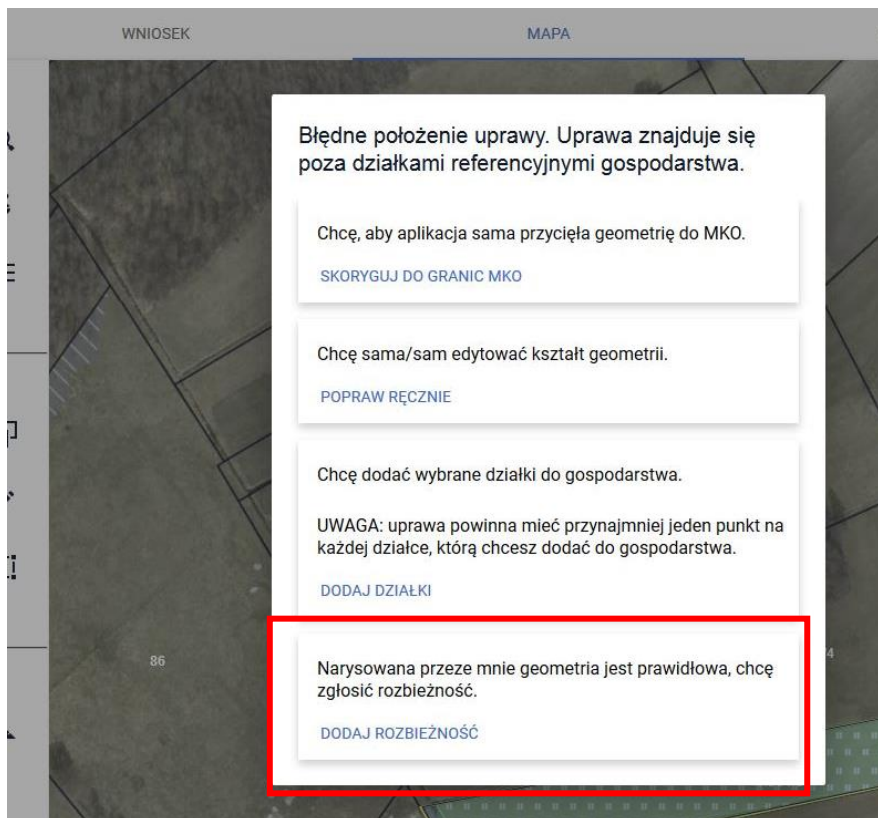 WNIOSEK
MAPA
Błędne położenie uprawy. Uprawa znajduje się
poza działkami referencyjnymi gospodarstwa.
Chcę, aby aplikacja sama przycięła geometrię do MKO.
SKORYGUJ DO GRANIC MKO
Chcę sama/sam edytować kształt geometrii.
POPRAW RĘCZNIE
Chcę dodać wybrane działki do gospodarstwa.
UWAGA: uprawa powinna mieć przynajmniej jeden punkt na
każdej działce, którą chcesz dodać do gospodarstwa.
DODAJ DZIAŁKI
86
Narysowana przeze mnie geometria jest prawidłowa, chcę
zgłosić rozbieżność.
DODAJ ROZBIEŻNOŚĆ